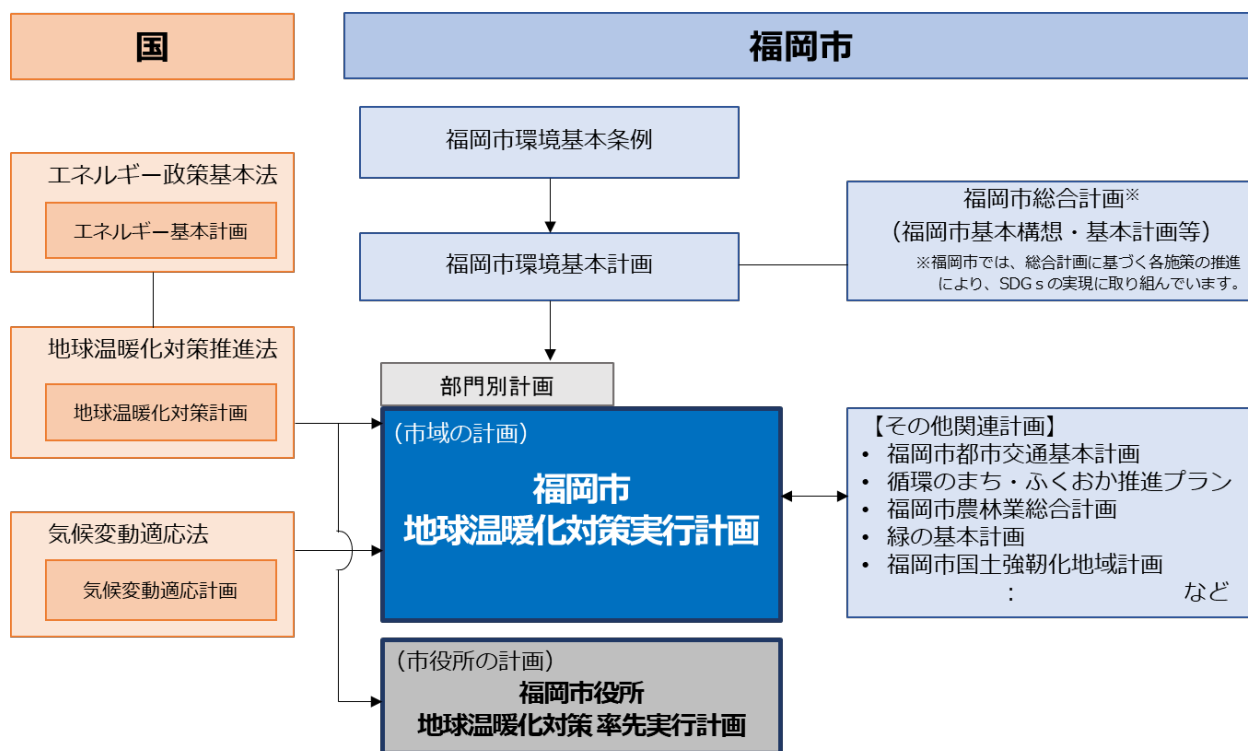 国
福岡市
エネルギー政策基本法
エネルギー基本計画
地球温暖化対策推進法
地球温暖化対策計画
気候変動適応法
気候変動適応計画
福岡市環境基本条例
福岡市環境基本計画
福岡市総合計画※
（福岡市基本構想・基本計画等）
※福岡市では、総合計画に基づく各施策の推進
により、SDGｓの実現に取り組んでいます。
部門別計画
（市域の計画）
福岡市
地球温暖化対策実行計画
【その他関連計画】
• 福岡市都市交通基本計画
• 循環のまち・ふくおか推進プラン
• 福岡市農林業総合計画
• 緑の基本計画
• 福岡市国土強靭化地域計画
： など
（市役所の計画）
福岡市役所
地球温暖化対策 率先実行計画